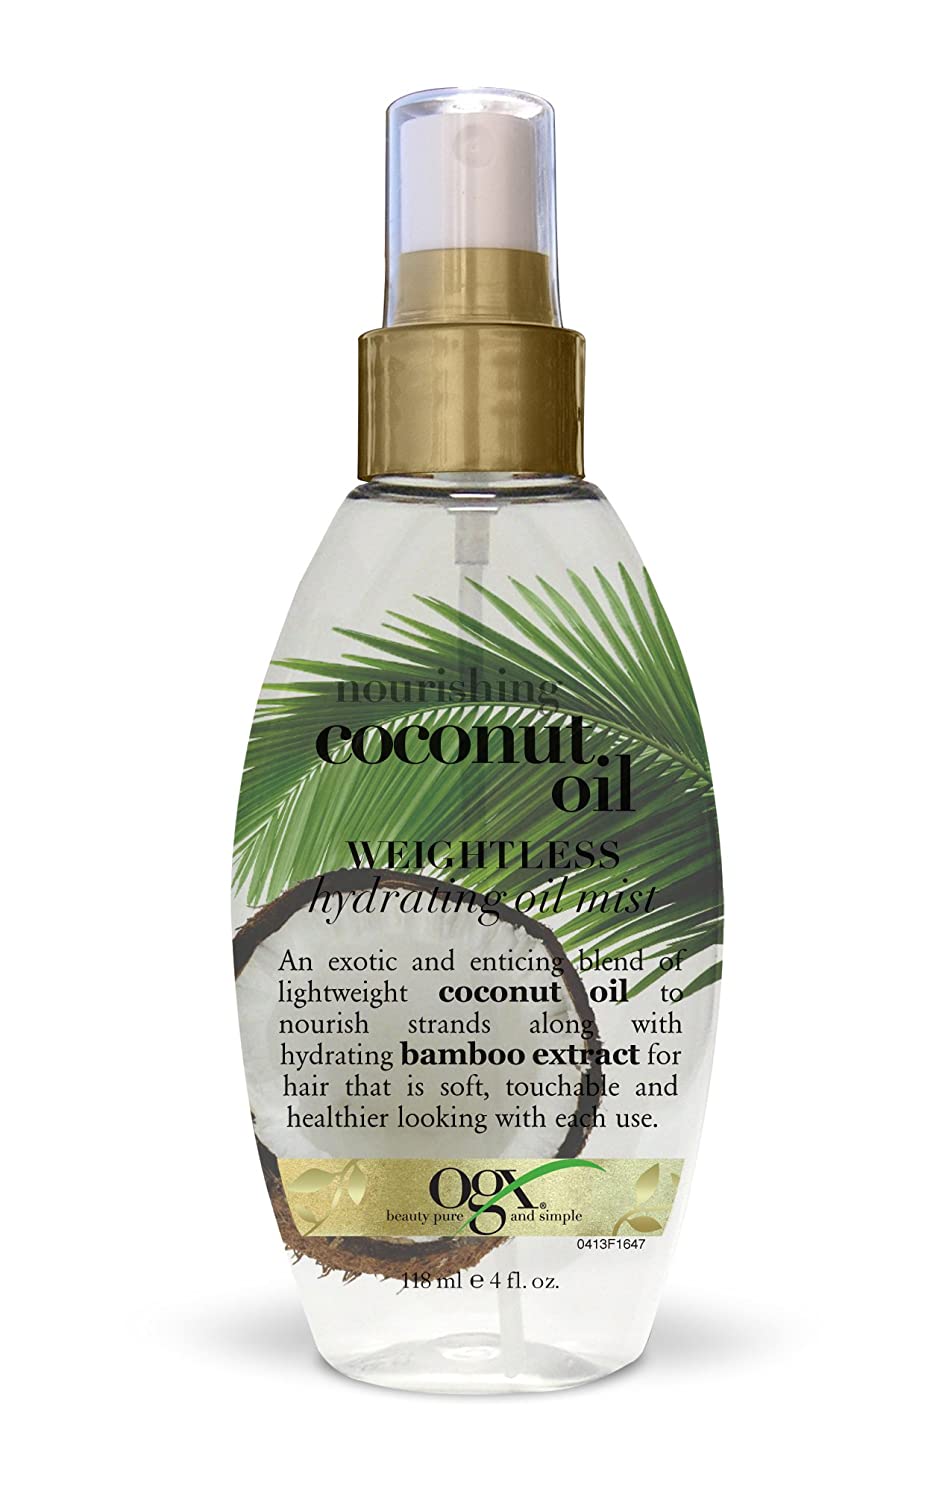 nourishing
coconut
oil
WEIGHTLESS
hydrating oil mist
An exotic and enticing blend of
lightweight coconut oil to
nourish strands along with
hydrating bamboo extract for
hair that is soft, touchable and
healthier looking with each use.
ogx®
beauty pure and simple
0413F1647
118 ml e 4 fl. oz.